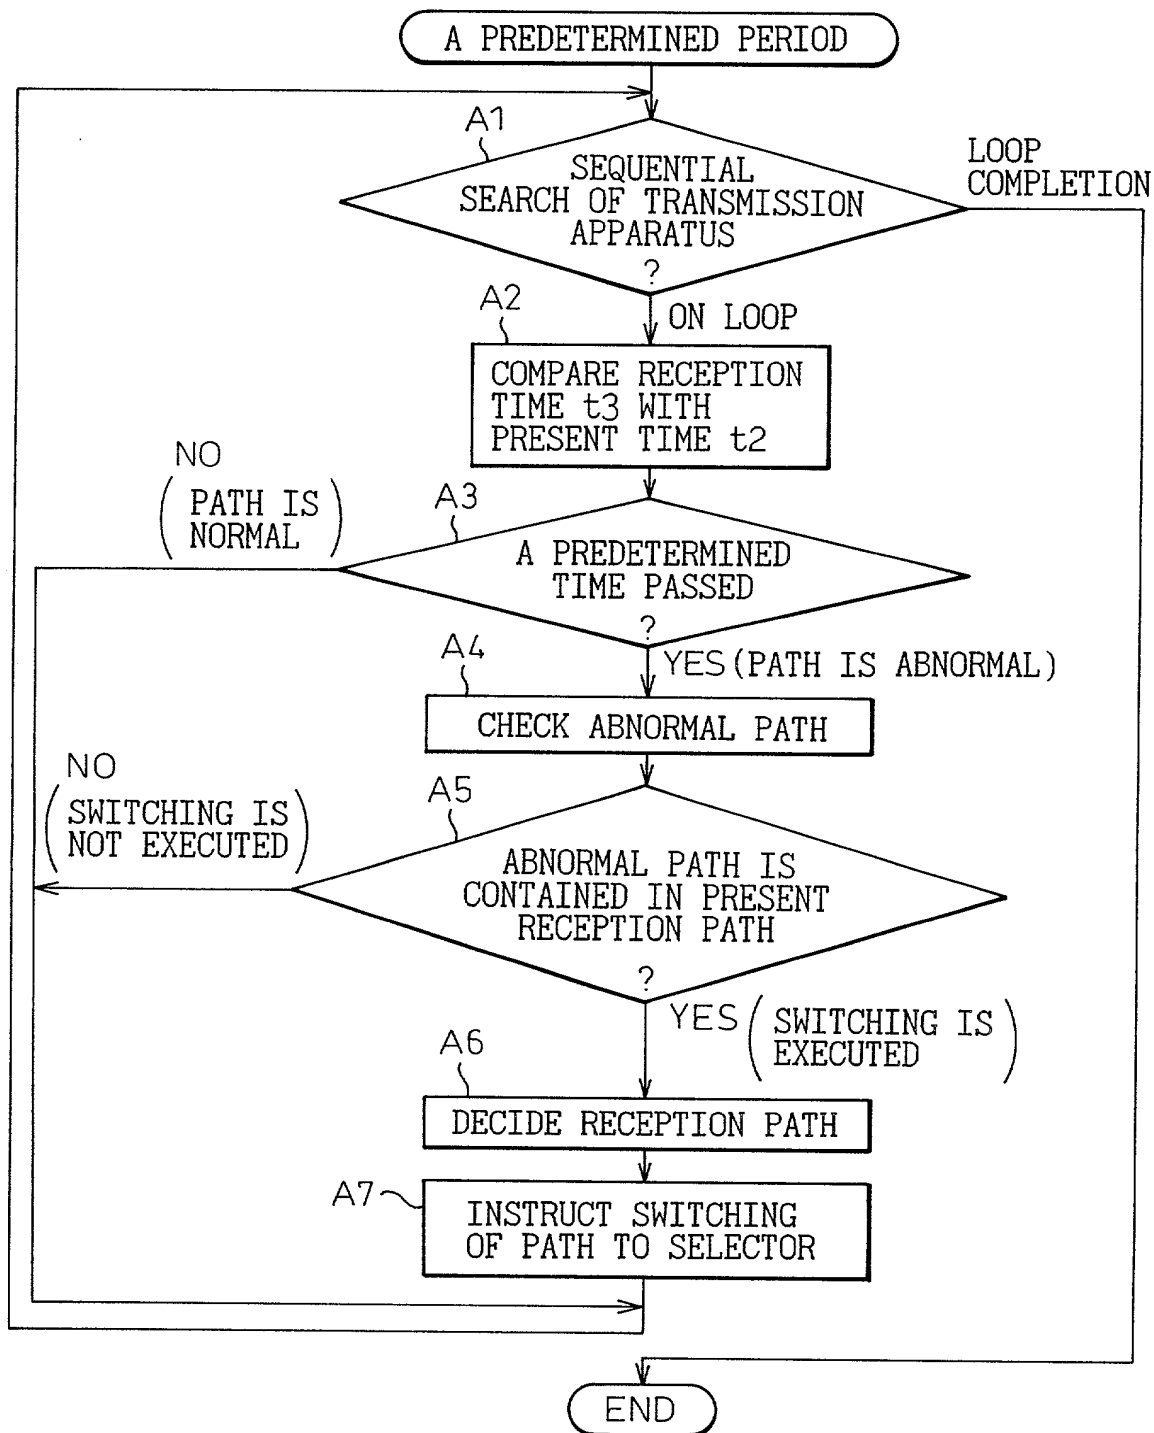 A PREDETERMINED PERIOD
A1
SEQUENTIAL
SEARCH OF TRANSMISSION
APPARATUS
?
LOOP
COMPLETION
A2
ON LOOP
COMPARE RECEPTION
TIME t3 WITH
PRESENT TIME t2
NO
(PATH IS
NORMAL)
A3
A PREDETERMINED
TIME PASSED
?
A4
YES (PATH IS ABNORMAL)
CHECK ABNORMAL PATH
NO
(SWITCHING IS
NOT EXECUTED)
A5
ABNORMAL PATH IS
CONTAINED IN PRESENT
RECEPTION PATH
?
YES (SWITCHING IS
EXECUTED)
A6
DECIDE RECEPTION PATH
A7
INSTRUCT SWITCHING
OF PATH TO SELECTOR
END